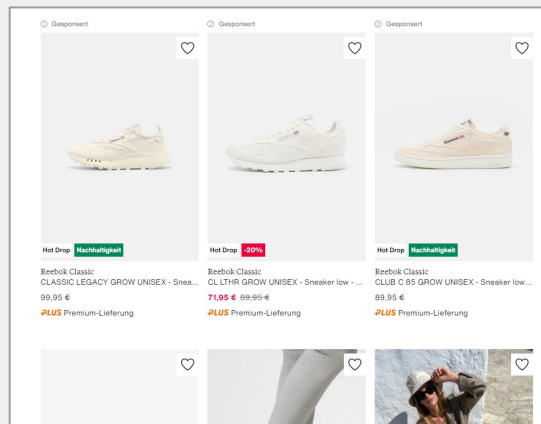 Gesponsert
Gesponsert
Gesponsert
Hot Drop Nachhaltigkeit
Hot Drop -20%
Hot Drop Nachhaltigkeit
Reebok Classic
CLASSIC LEGACY GROW UNISEX - Snea...
99,95 €
PLUS Premium-Lieferung
Reebok Classic
CL LTHR GROW UNISEX - Sneaker low - ...
71,95 € 89,95 €
PLUS Premium-Lieferung
Reebok Classic
CLUB C 85 GROW UNISEX - Sneaker low...
89,95 €
PLUS Premium-Lieferung